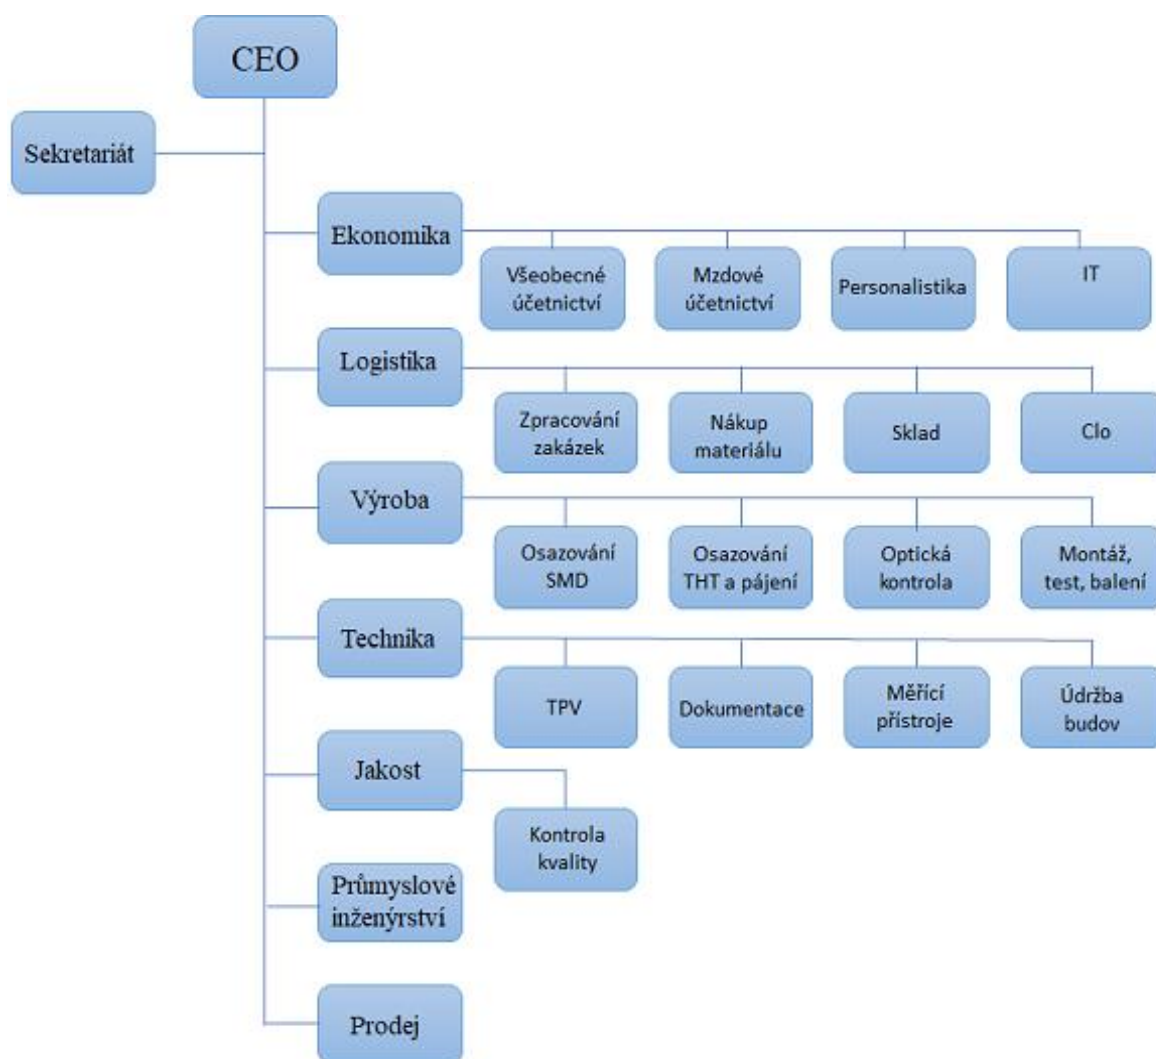 CEO
Sekretariát
Ekonomika
Všeobecné
účetnictví
Mzdové
účetnictví
Personalistika
IT
Logistika
Zpracování
zakázek
Nákup
materiálu
Sklad
Clo
Výroba
Osazování
SMD
Osazování
THT a pájení
Optická
kontrola
Montáž,
test, balení
Technika
TPV
Dokumentace
Měřící
přístroje
Údržba
budov
Jakost
Kontrola
kvality
Průmyslové
inženýrství
Prodej